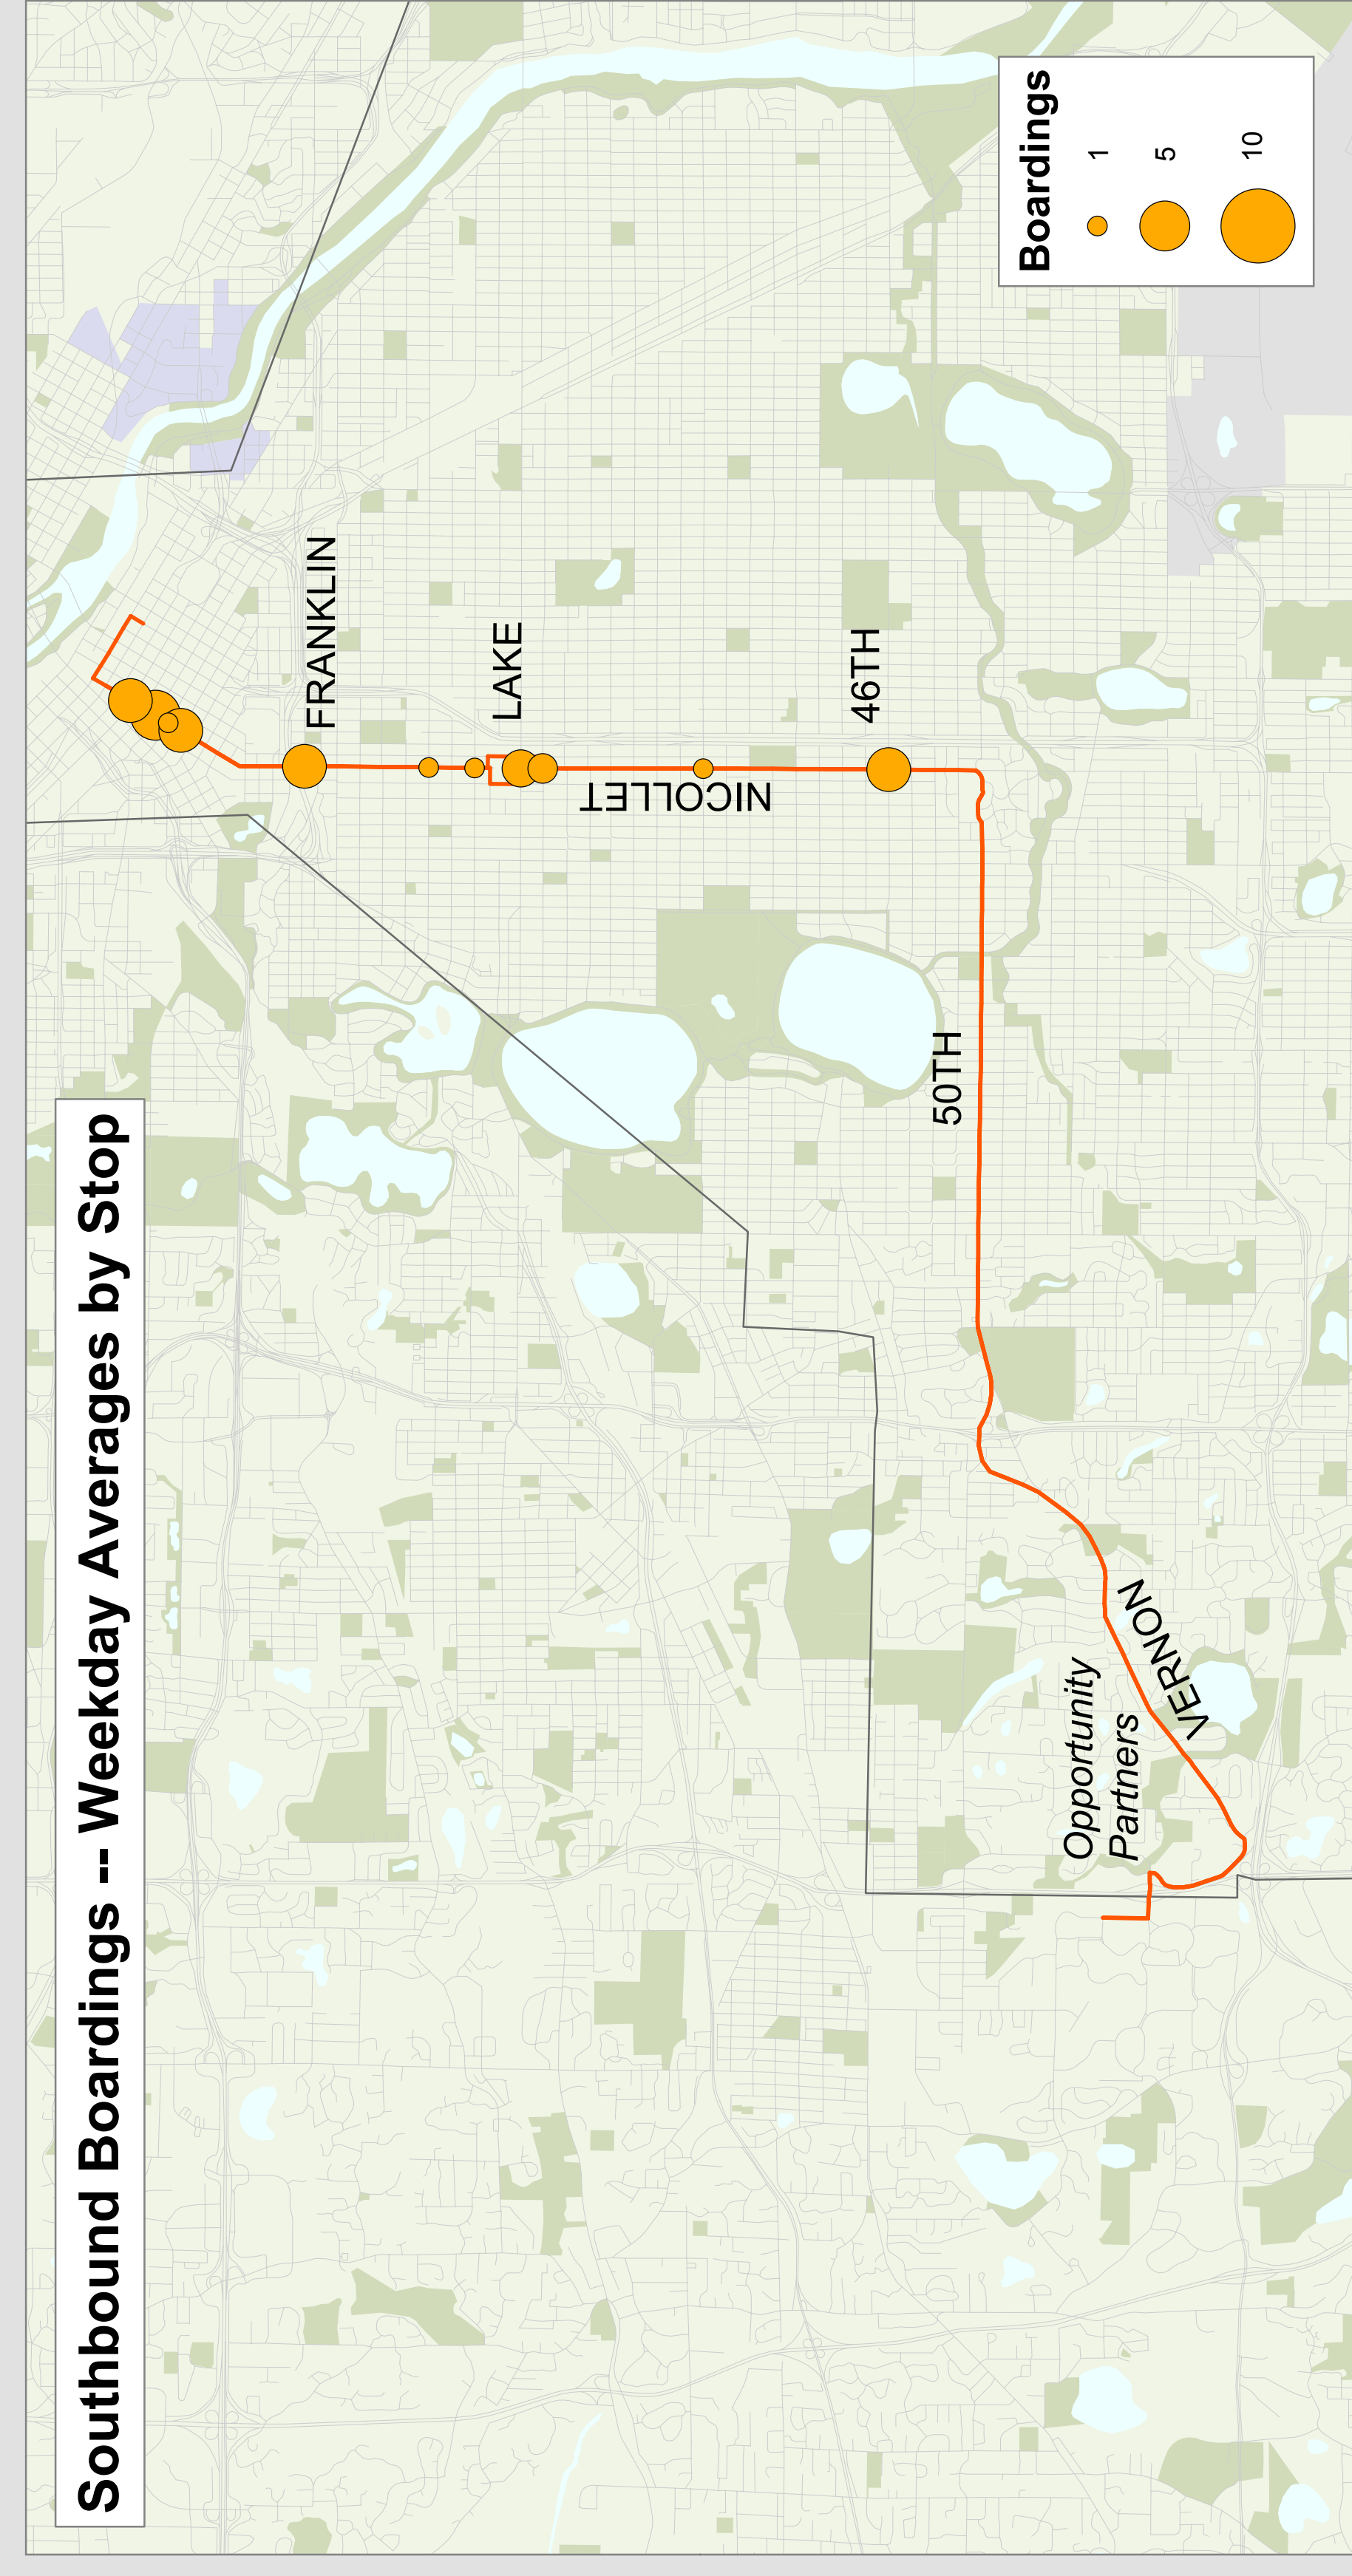 Southbound Boardings -- Weekday Averages by Stop
FRANKLIN
LAKE
NICOLLET
46TH
50TH
VERNON
Opportunity
Partners
Boardings
1
5
10